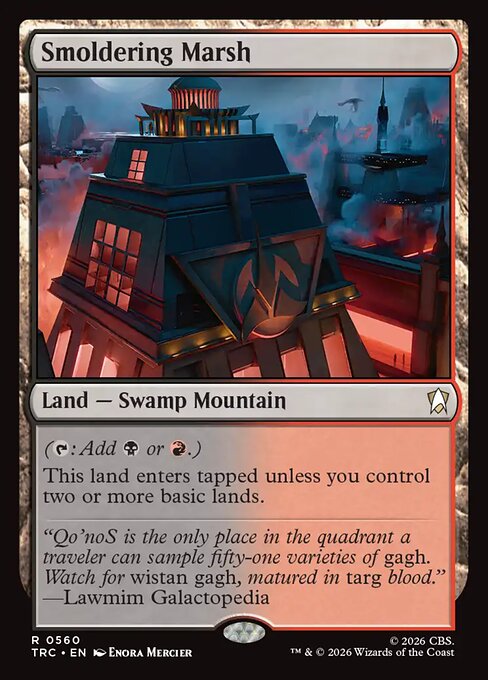 Smoldering Marsh
Land — Swamp Mountain
(: Add or .)
This land enters tapped unless you control
two or more basic lands.
“Qo’noS is the only place in the quadrant a
traveler can sample fifty-one varieties of gagh.
Watch for wistan gagh, matured in targ blood.”
—Lawmim Galactopedia
R 0560
TRC • EN Enora Mercier
© 2026 CBS.
™ & © 2026 Wizards of the Coast.